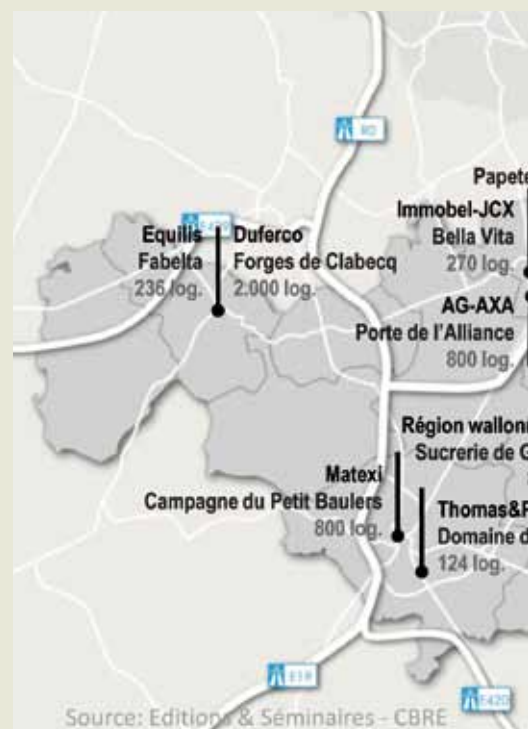 R0
Papete
Immobel-JCX
Bella Vita
270 log.
Equilis
Fabelta
236 log.
Duferco
Forges de Clabecq
2.000 log.
AG-AXA
Porte de l'Alliance
800 log.
Région wallon
Sucrerie de G
Matexi
Campagne du Petit Baulers
800 log.
Thomas&P
Domaine d
124 log.
E19
E420
Source: Editions & Séminaires - CBRE